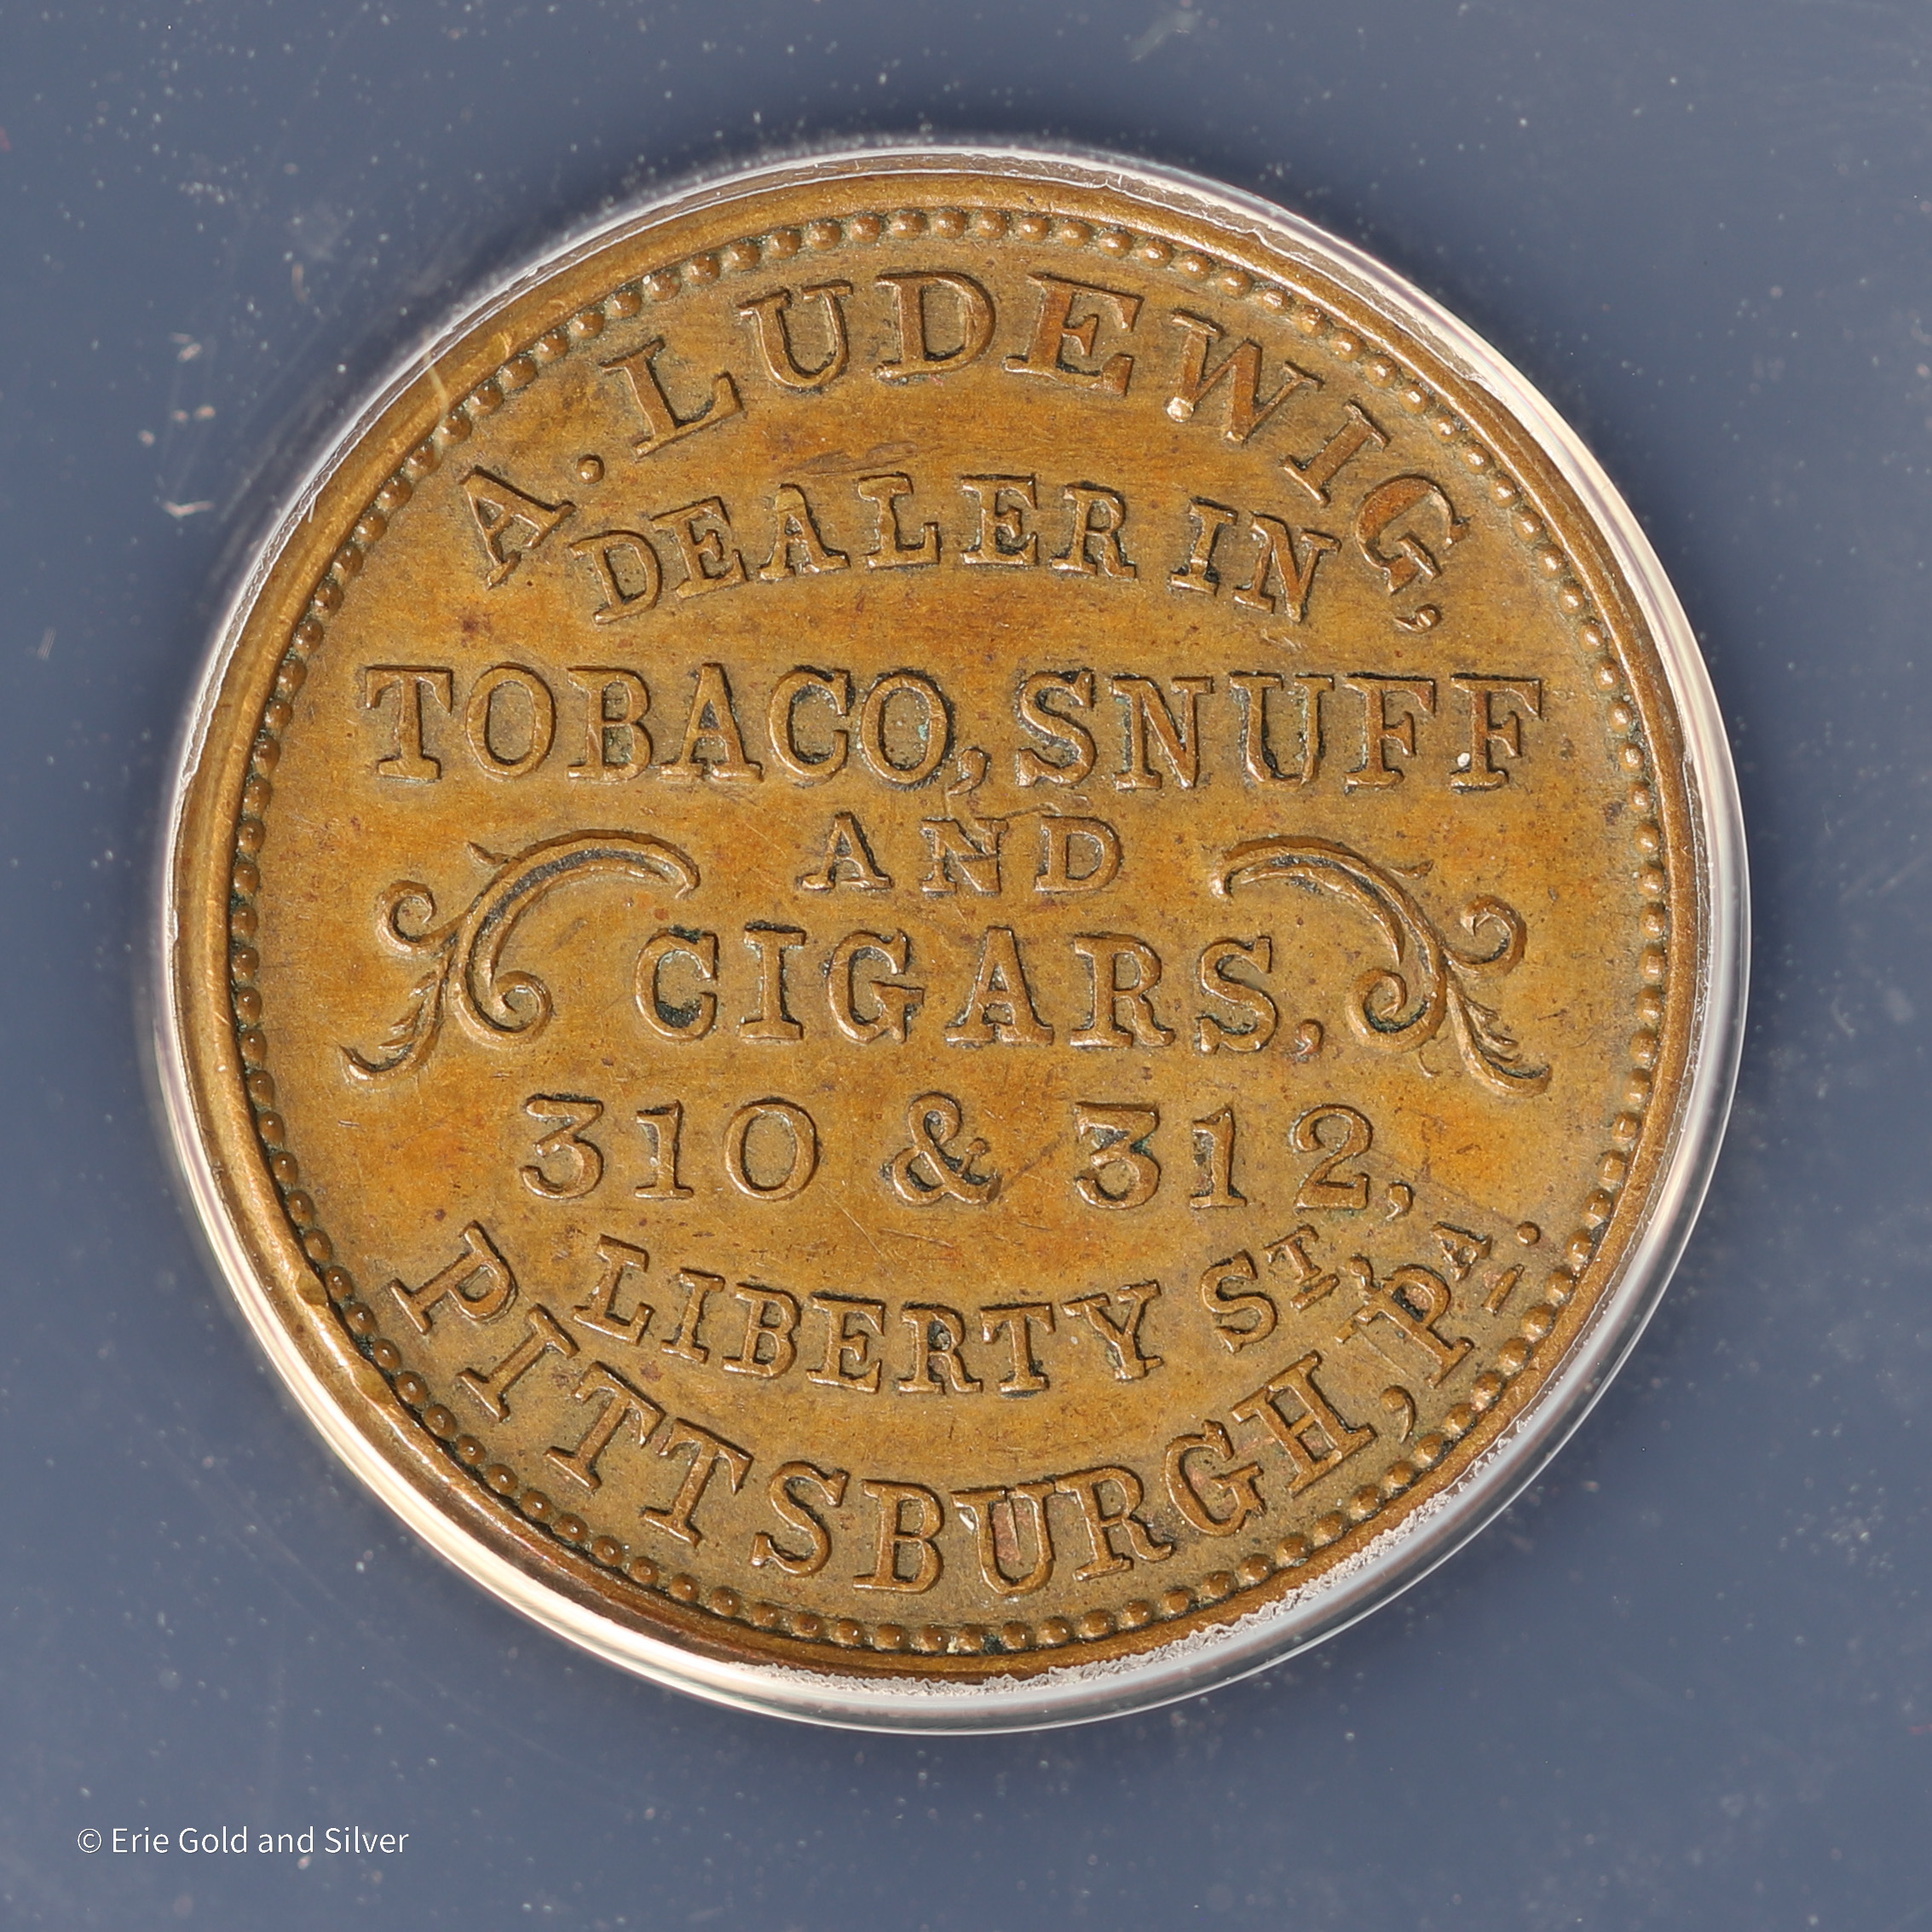 A. LUDEWIG,
DEALER IN
TOBACO, SNUFF
AND
CIGARS,
310 & 312,
LIBERTY ST,
PITTSBURGH, PA.
© Erie Gold and Silver